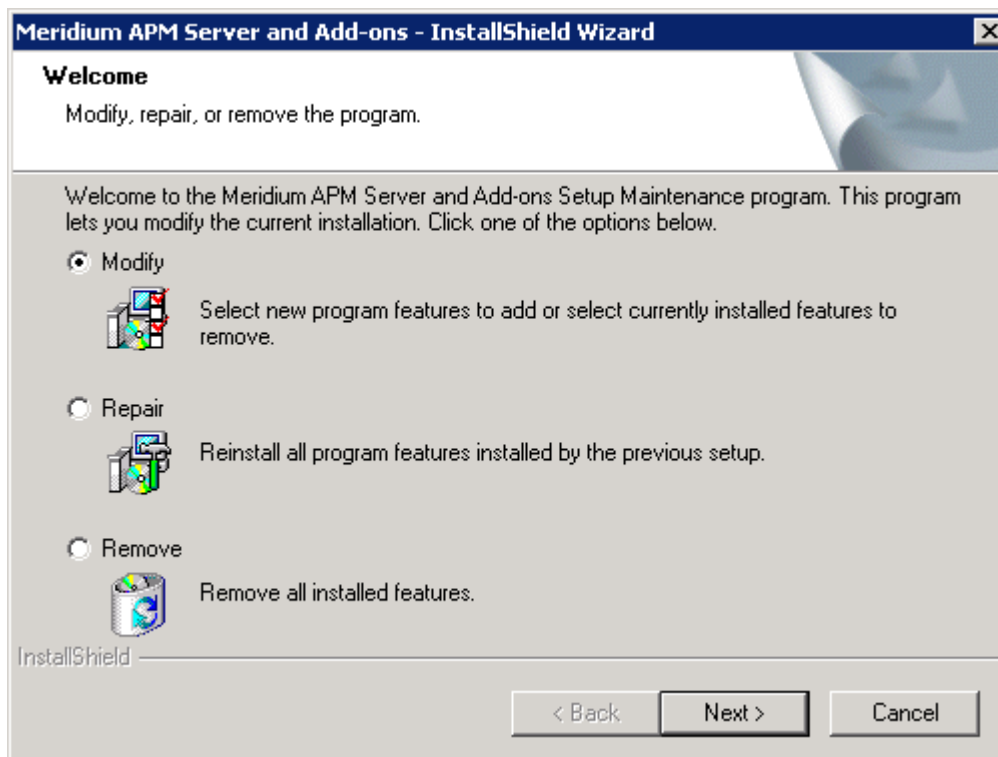 Meridium APM Server and Add-ons - InstallShield Wizard
Welcome
Modify, repair, or remove the program.
Welcome to the Meridium APM Server and Add-ons Setup Maintenance program. This program
lets you modify the current installation. Click one of the options below.
Modify
Select new program features to add or select currently installed features to
remove.
Repair
Reinstall all program features installed by the previous setup.
Remove
Remove all installed features.
InstallShield
< Back
Next >
Cancel